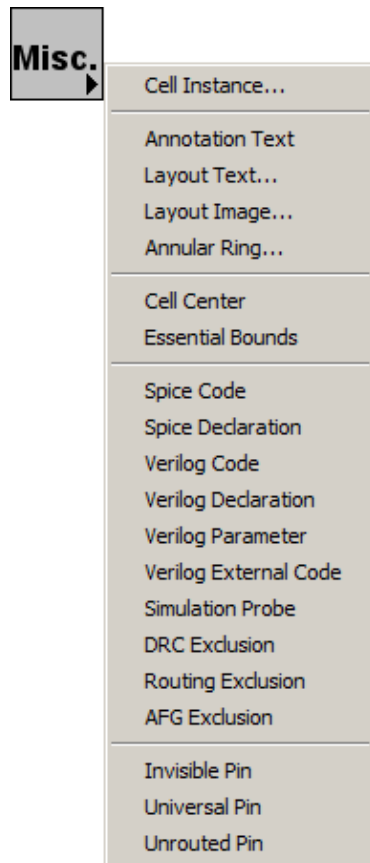 Misc.
Cell Instance...
Annotation Text
Layout Text...
Layout Image...
Annular Ring...
Cell Center
Essential Bounds
Spice Code
Spice Declaration
Verilog Code
Verilog Declaration
Verilog Parameter
Verilog External Code
Simulation Probe
DRC Exclusion
Routing Exclusion
AFG Exclusion
Invisible Pin
Universal Pin
Unrouted Pin